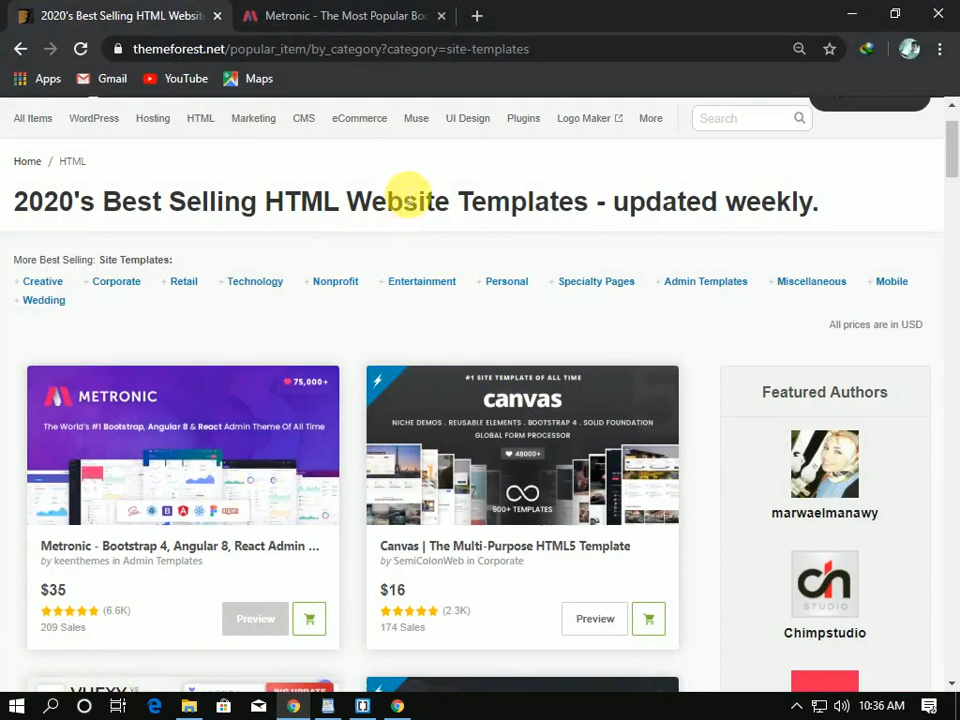 2020's Best Selling HTML Websit
Metronic - The Most Popular Bo
themeforest.net/popular_item/by_category?category=site-templates
Apps Gmail YouTube Maps
All Items WordPress Hosting HTML Marketing CMS eCommerce Muse UI Design Plugins Logo Maker More
Search
Home / HTML
2020's Best Selling HTML Website Templates - updated weekly.
More Best Selling: Site Templates:
+ Creative + Corporate + Retail + Technology + Nonprofit + Entertainment + Personal + Specialty Pages + Admin Templates + Miscellaneous + Mobile
+ Wedding
All prices are in USD
75,000+
METRONIC
The World's #1 Bootstrap, Angular 8 & React Admin Theme Of All Time
#1 SITE TEMPLATE OF ALL TIME
canvas
NICHE DEMOS . REUSABLE ELEMENTS . BOOTSTRAP 4 . SOLID FOUNDATION
GLOBAL FORM PROCESSOR
48000+
900+ TEMPLATES
Metronic - Bootstrap 4, Angular 8, React Admin ...
by keenthemes in Admin Templates
$35
(6.6K)
209 Sales
Preview
Canvas | The Multi-Purpose HTML5 Template
by SemiColonWeb in Corporate
$16
(2.3K)
174 Sales
Preview
Featured Authors
marwaelmanawy
STUDIO
Chimpstudio
BIG UPDATE
10:36 AM